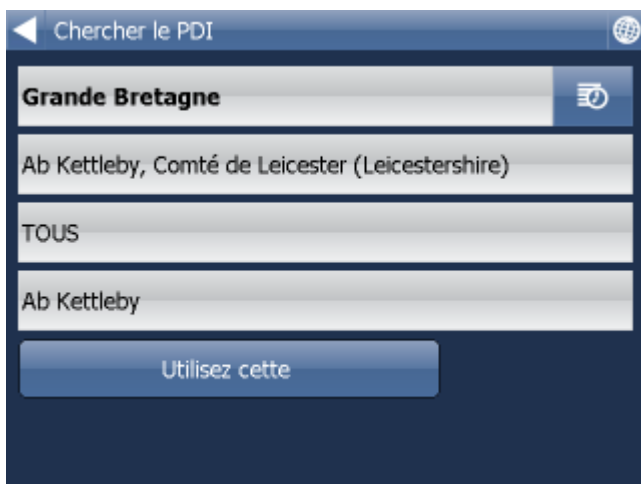 Chercher le PDI
Grande Bretagne
Ab Kettleby, Comté de Leicester (Leicestershire)
TOUS
Ab Kettleby
Utilisez cette